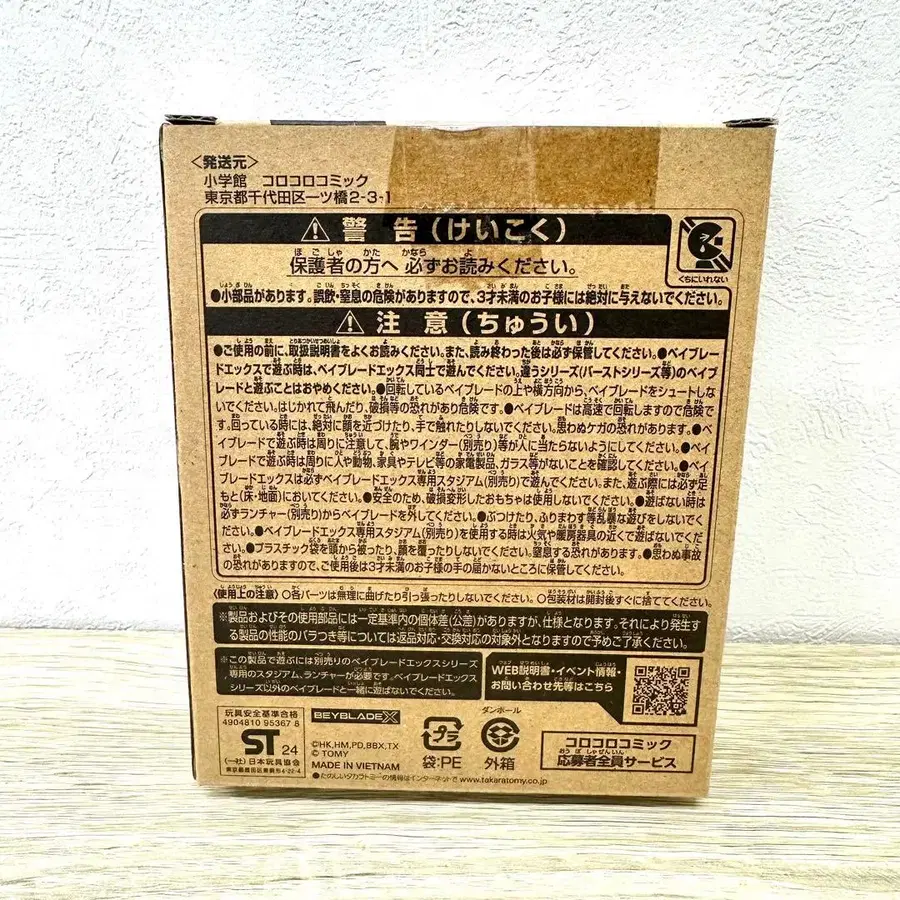 <発送元>
小学館 コロコロコミック
東京都千代田区一ツ橋2-3-1
警告(けいこく)
くちにいれない
保護者の方へ 必ずお読みください。
●小部品があります。誤飲・窒息の危険がありますので、3才未満のお子様には絶対に与えないでください。
注意(ちゅうい)
●ご使用の前に、取扱説明書をよくお読みください。また、読み終わった後は必ず保管してください。●ベイブレード
エックスで遊ぶ時は、ベイブレードエックス同士で遊んでください。違うシリーズ(バーストシリーズ等)のベイブ
レードと遊ぶことはおやめください。●回転しているベイブレードの上や横方向から、ベイブレードをシュートしな
いでください。はじかれて飛んだり、破損等の恐れがあり危険です。●ベイブレードは高速で回転しますので危険で
す。回っている時には、絶対に顔を近づけたり、手で触れたりしないでください。思わぬケガの恐れがあります。●ベイ
ブレードで遊ぶ時は周りに注意して、腕やワインダー(別売り)等が人に当たらないようにしてください。●ベイブ
レードで遊ぶ時は周りに人や動物、家具やテレビ等の家電製品、ガラス等がないことを確認してください。●ベイブレード
エックスは必ずベイブレードエックス専用スタジアム(別売り)で遊んでください。また、遊ぶ際には必ず足
もと(床・地面)においてください。●安全のため、破損変形したおもちゃは使用しないでください。●遊ばない時は
必ずランチャー(別売り)からベイブレードを外してください。●ぶつけたり、ふりまわす等乱暴な遊びをしないでく
ださい。●ベイブレードエックス専用スタジアム(別売り)を使用する時は火気や暖房器具の近くで遊ばないでくだ
さい。●プラスチック袋を頭から被ったり、顔を覆ったりしないでください。窒息する恐れがあります。●思わぬ事故
の恐れがありますので、ご使用後は3才未満のお子様の手の届かないところに保管してください。
〈使用上の注意〉○各パーツは無理に曲げたり引っ張ったりしないでください。○包装材は開封後すぐに捨ててください。
※製品およびその使用部品には一定基準内の個体差(公差)がありますが、仕様となります。それにより発生す
る製品の性能のバラつき等については返品対応・交換対応の対象外となりますので予めご了承ください。
※この製品で遊ぶには別売りのベイブレードエックスシリーズ
専用のスタジアム、ランチャーが必要です。ベイブレードエックス
シリーズ以外のベイブレードと一緒に遊ばないでください。
WEB説明書・イベント情報・
お問い合わせ先等はこちら
玩具安全基準合格
4904810 95367 8
ST 24
(一社)日本玩具協会
東京都墨田区東駒形4-22-4
BEYBLADE X
©HK,HM,PD,BBX,TX
© TOMY
MADE IN VIETNAM
プラ
袋:PE
ダンボール
外箱
コロコロコミック
応募者全員サービス
●たのしいタカラトミーの情報はインターネットで www.takaratomy.co.jp